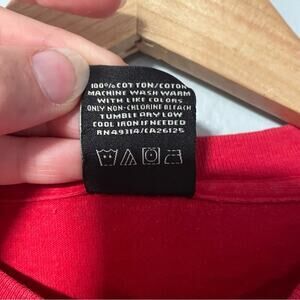 100% COTTON/COTON
MACHINE WASH WARM
WITH LIKE COLORS
ONLY NON-CHLORINE BLEACH
TUMBLE DRY LOW
COOL IRON IF NEEDED
RN49314/CA26125